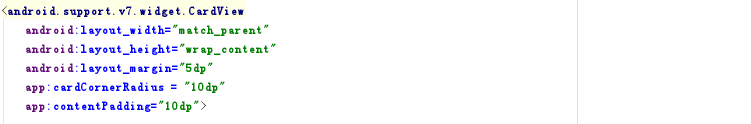 <android.support.v7.widget.CardView
android:layout_width="match_parent"
android:layout_height="wrap_content"
android:layout_margin="5dp"
app:cardCornerRadius = "10dp"
app:contentPadding="10dp">